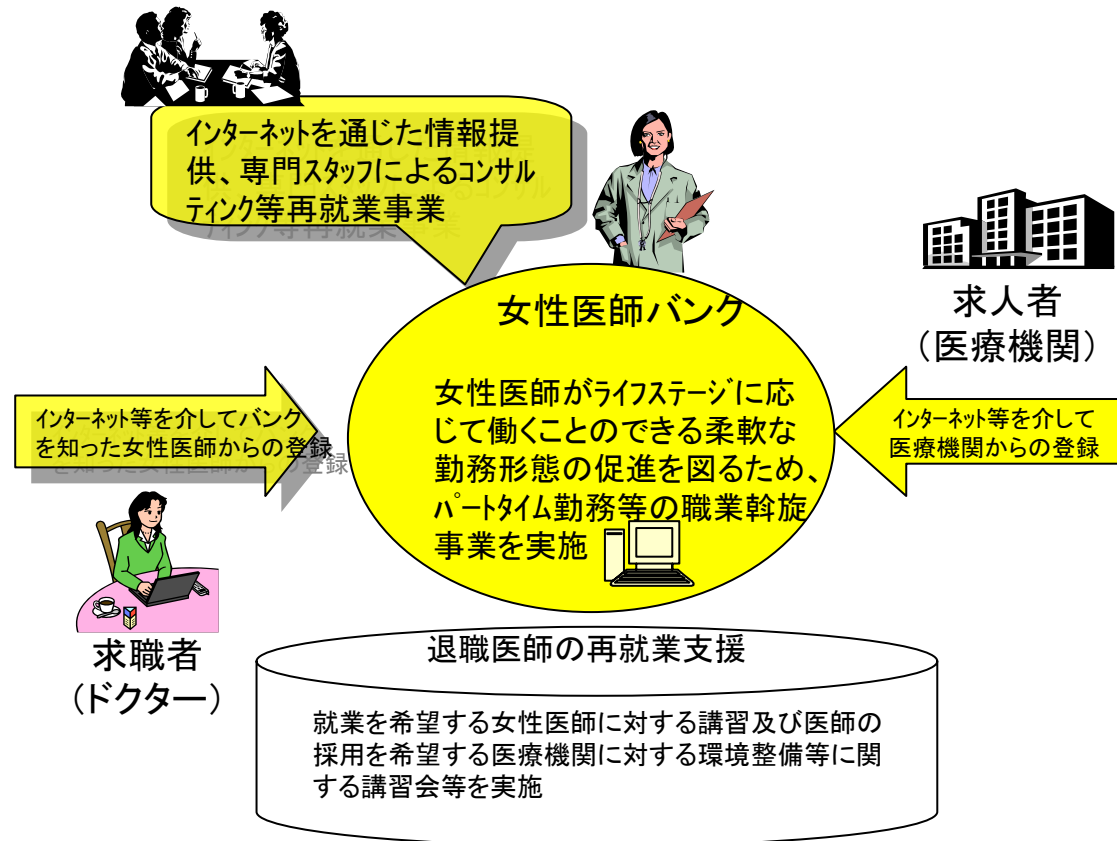 インターネットを通じた情報提
供、専門スタッフによるコンサル
ティンク等再就業事業
女性医師バンク
求人者
（医療機関）
女性医師がライフステージに応
じて働くことのできる柔軟な
勤務形態の促進を図るため、
パートタイム勤務等の職業斡旋
事業を実施
インターネット等を介してバンク
を知った女性医師からの登録
インターネット等を介して
医療機関からの登録
求職者
（ドクター）
退職医師の再就業支援
就業を希望する女性医師に対する講習及び医師の
採用を希望する医療機関に対する環境整備等に関
する講習会等を実施